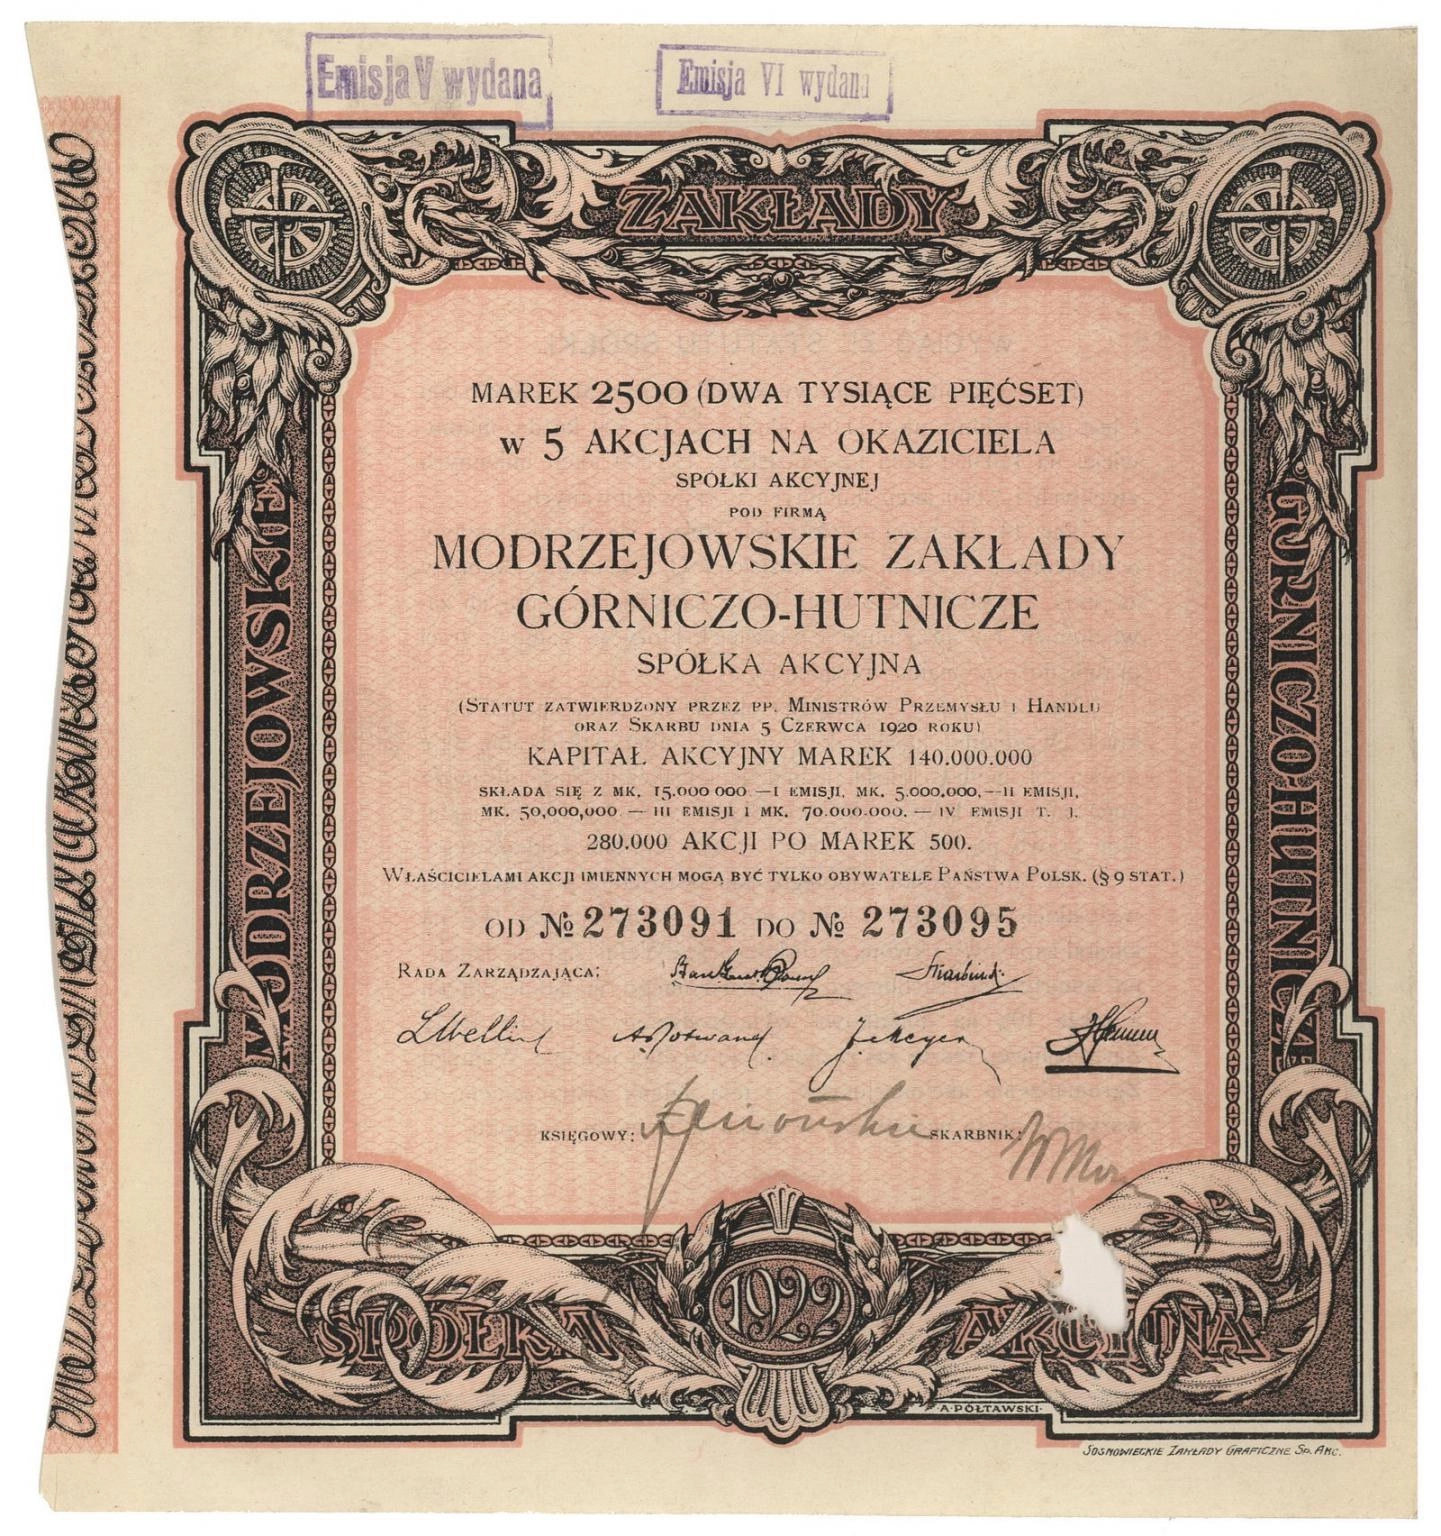 Emisja V wydana
Emisja VI wydana
ZAKŁADY
MODRZEJOWSKIE
GÓRNICZO-HUTNICZE
MAREK 2500 (DWA TYSIĄCE PIĘĆSET)
W 5 AKCJACH NA OKAZICIELA
SPÓŁKI AKCYJNEJ
POD FIRMĄ
MODRZEJOWSKIE ZAKŁADY
GÓRNICZO-HUTNICZE
SPÓŁKA AKCYJNA
(STATUT ZATWIERDZONY PRZEZ PP. MINISTRÓW PRZEMYSŁU I HANDLU
ORAZ SKARBU DNIA 5 CZERWCA 1920 ROKU)
KAPITAŁ AKCYJNY MAREK 140.000.000
SKŁADA SIĘ Z MK. 15.000 000.—I EMISJI, MK. 5.000.000.—II EMISJI,
MK. 50,000,000 — III EMISJI I MK. 70.000.000. — IV EMISJI T. J.
280.000 AKCJI PO MAREK 500.
WŁAŚCICIELAMI AKCJI IMIENNYCH MOGĄ BYĆ TYLKO OBYWATELE PAŃSTWA POLSK. (§ 9 STAT.)
OD № 273091 DO № 273095
RADA ZARZĄDZAJĄCA:
KSIĘGOWY: SKARBNIK:
1922
SPÓŁKA AKCYJNA
A. PÓŁTAWSKI
SOSNOWIECKIE ZAKŁADY GRAFICZNE SP. AKC.